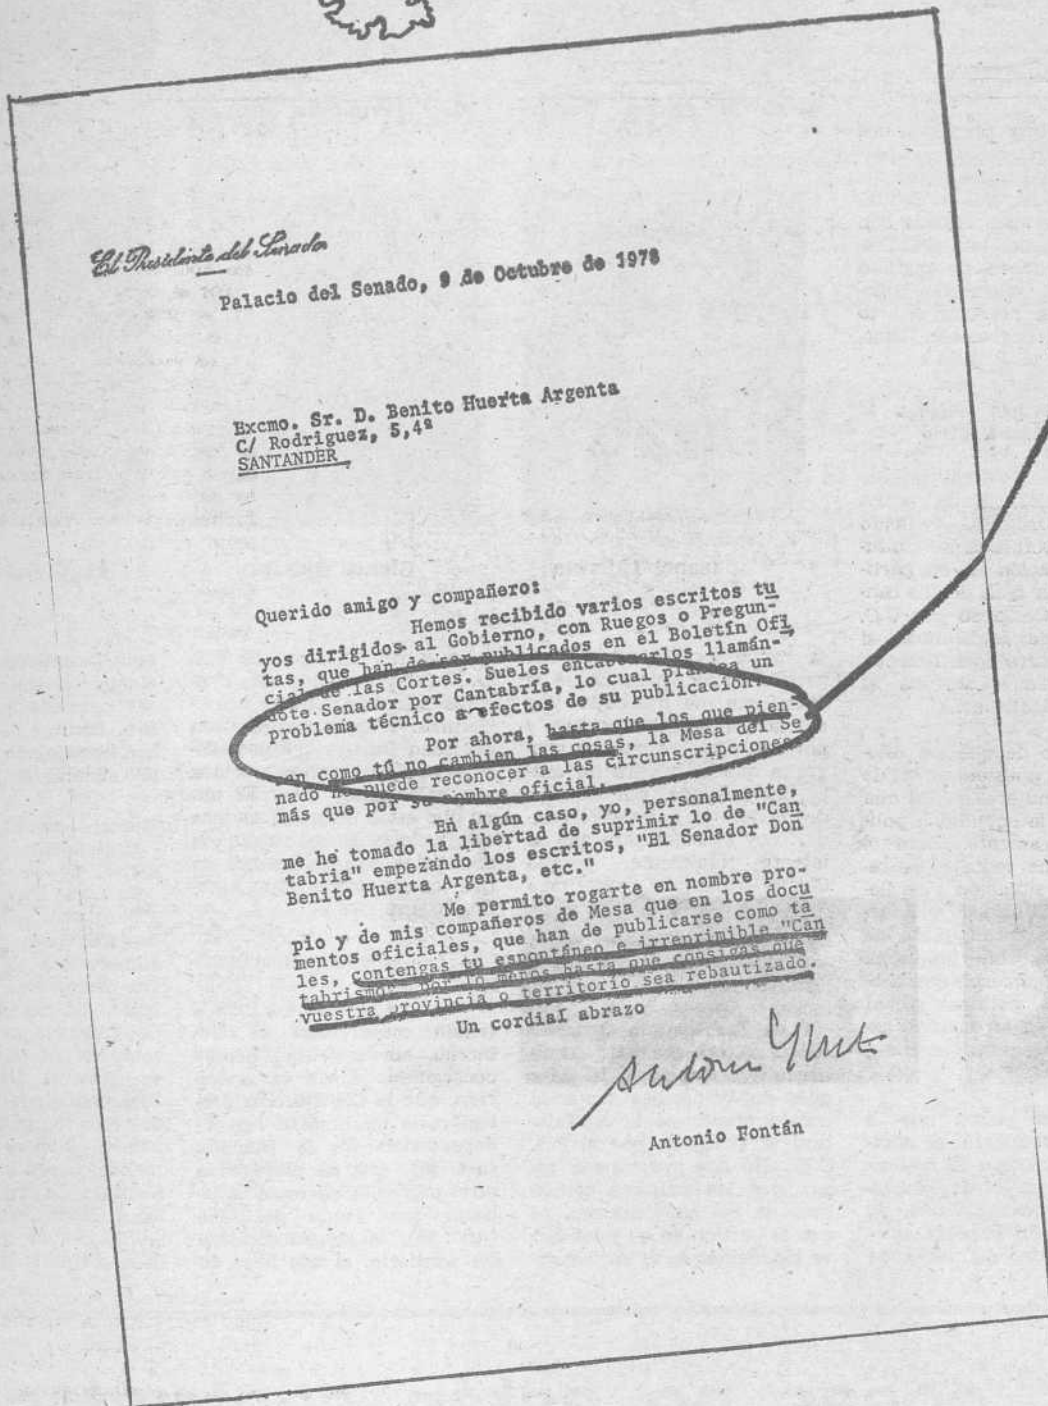 El Presidente del Senado
Palacio del Senado, 9 de Octubre de 1978
Excmo. Sr. D. Benito Huerta Argenta
C/ Rodriguez, 5,4º
SANTANDER
Querido amigo y compañero:
Hemos recibido varios escritos tu
yos dirigidos al Gobierno, con Ruegos o Pregun-
tas, que han de ser publicados en el Boletín Ofi
cial de las Cortes. Sueles encabezarlos llamán-
dote Senador por Cantabria, lo cual plantea un
problema técnico a efectos de su publicación.
Por ahora, hasta que los que pien-
san como tú no cambien las cosas, la Mesa del Se
nado no puede reconocer a las circunscripciones
más que por su nombre oficial.
En algún caso, yo, personalmente,
me he tomado la libertad de suprimir lo de "Can
tabria" empezando los escritos, "El Senador Don
Benito Huerta Argenta, etc."
Me permito rogarte en nombre pro-
pio y de mis compañeros de Mesa que en los docu
mentos oficiales, que han de publicarse como ta
les, contengas tu espontáneo e irreprimible "Can
tabrismo" por lo menos hasta que consigas que
vuestra provincia o territorio sea rebautizado.
Un cordial abrazo
Antonio Fontán